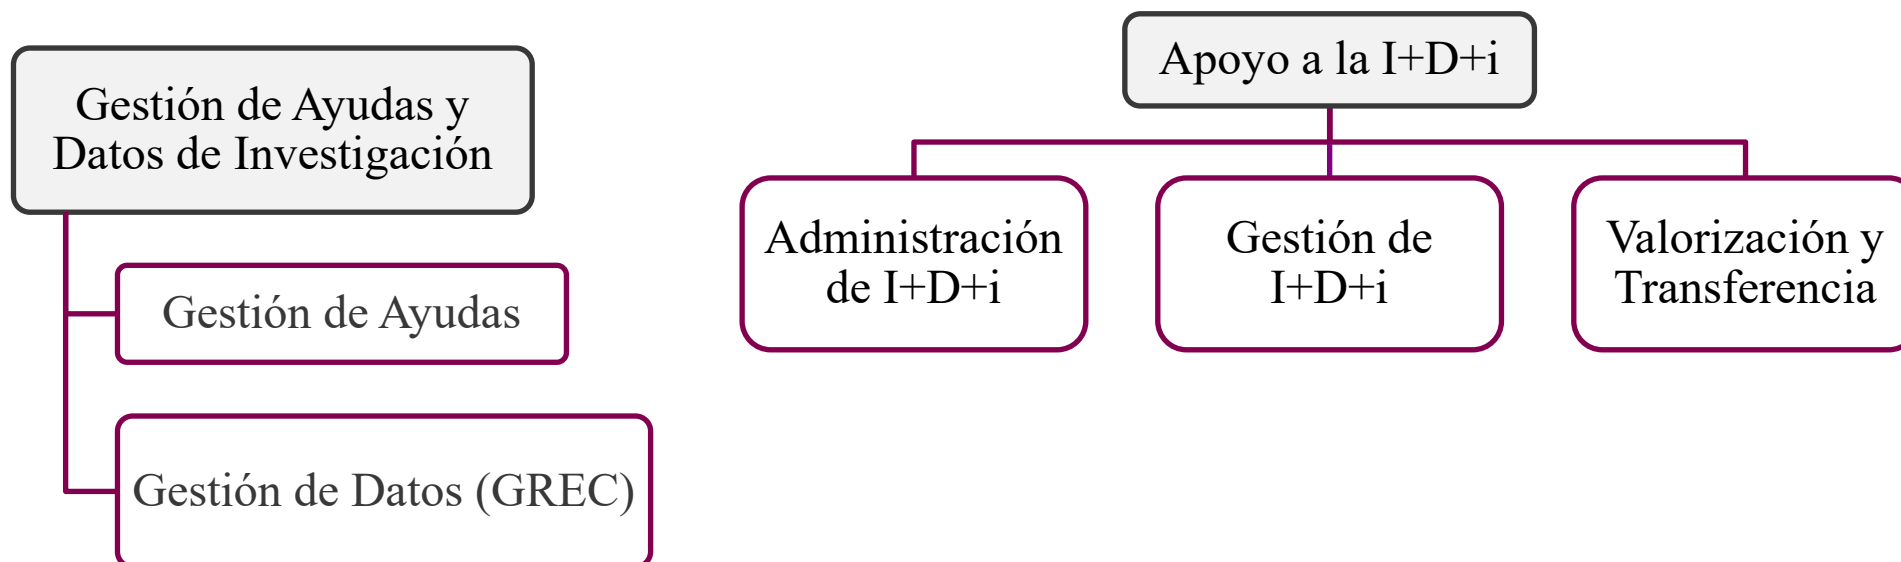 Gestión de Ayudas y
Datos de Investigación
Gestión de Ayudas
Gestión de Datos (GREC)
Apoyo a la I+D+i
Administración
de I+D+i
Gestión de
I+D+i
Valorización y
Transferencia